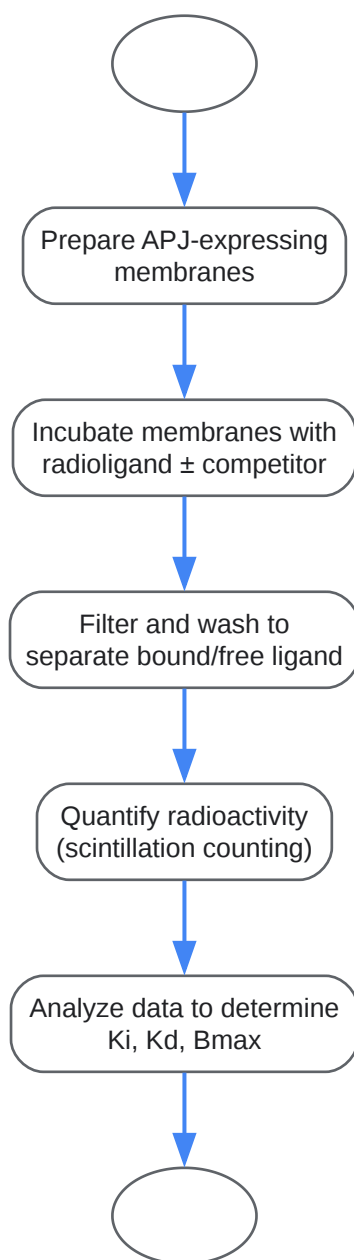 Prepare APJ-expressing
membranes
Incubate membranes with
radioligand ± competitor
Filter and wash to
separate bound/free ligand
Quantify radioactivity
(scintillation counting)
Analyze data to determine
Ki, Kd, Bmax